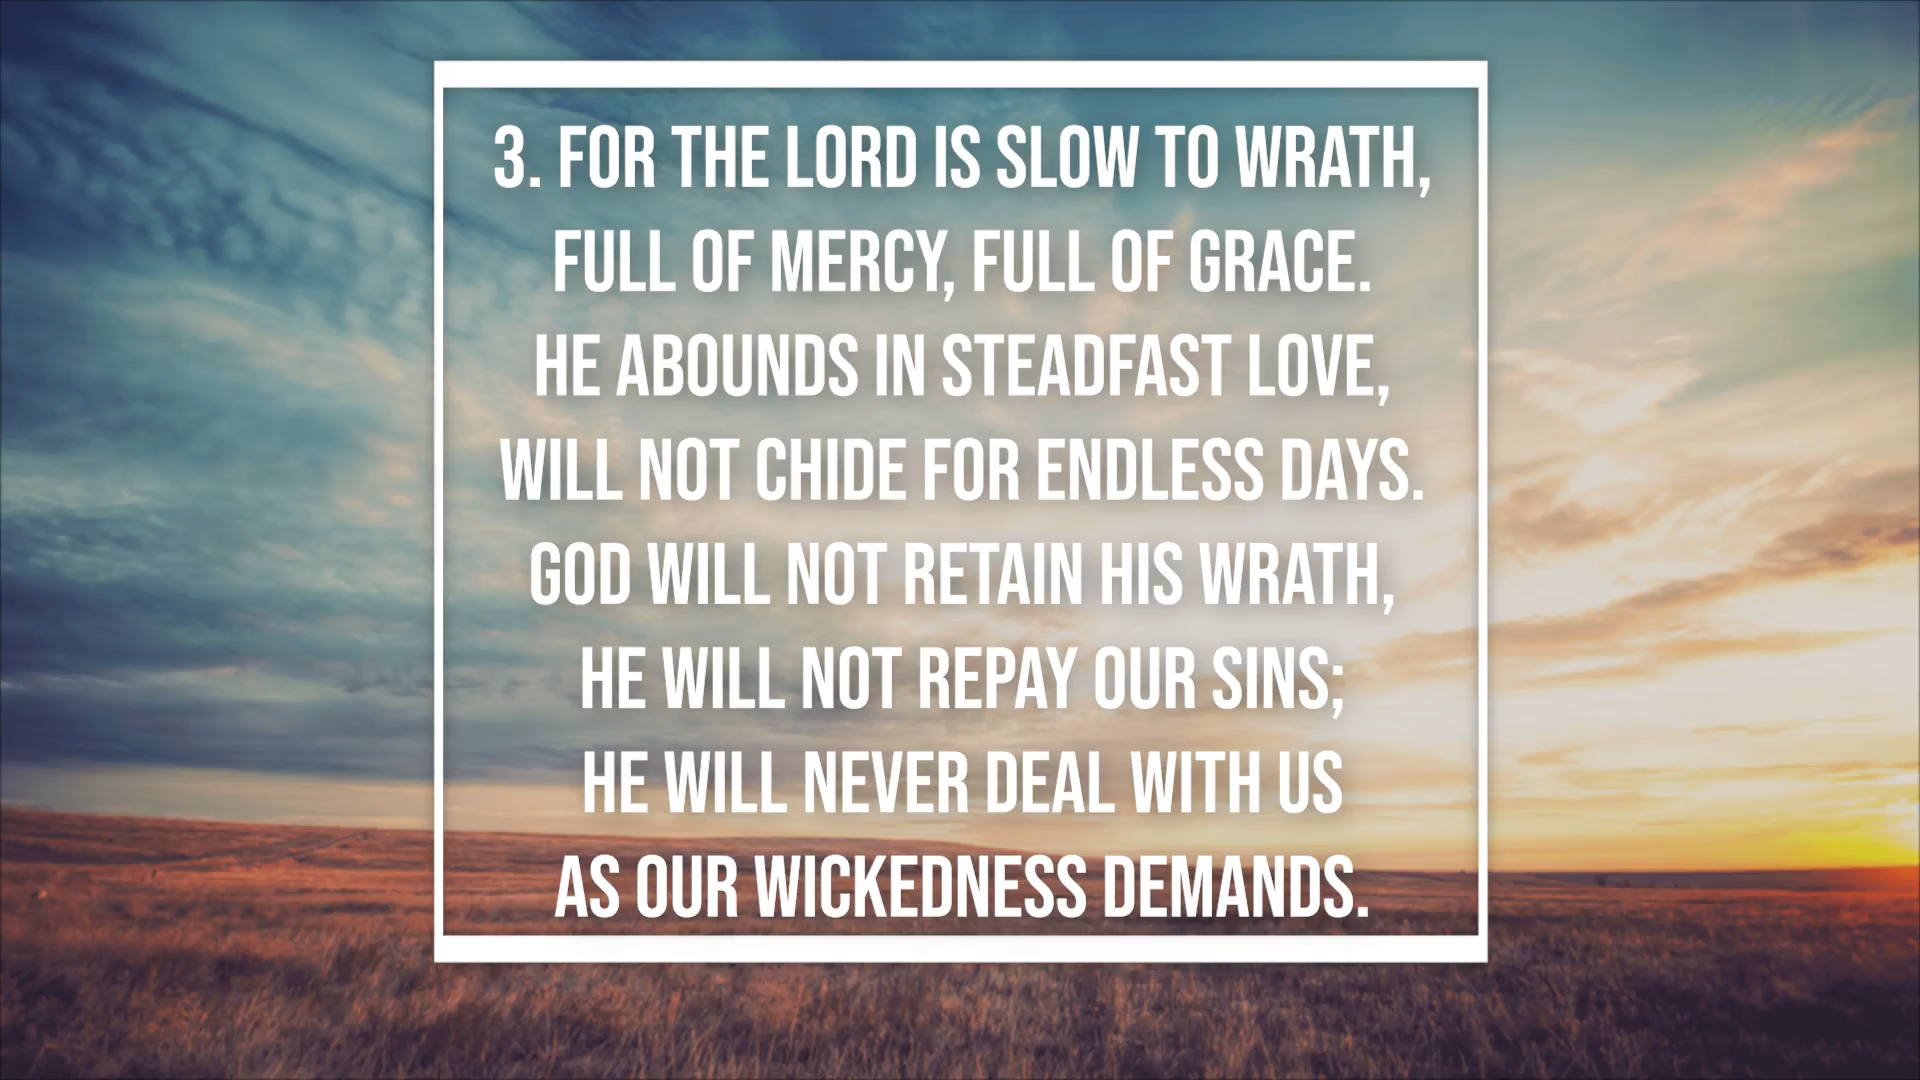 3. FOR THE LORD IS SLOW TO WRATH,
FULL OF MERCY, FULL OF GRACE.
HE ABOUNDS IN STEADFAST LOVE,
WILL NOT CHIDE FOR ENDLESS DAYS.
GOD WILL NOT RETAIN HIS WRATH,
HE WILL NOT REPAY OUR SINS;
HE WILL NEVER DEAL WITH US
AS OUR WICKEDNESS DEMANDS.